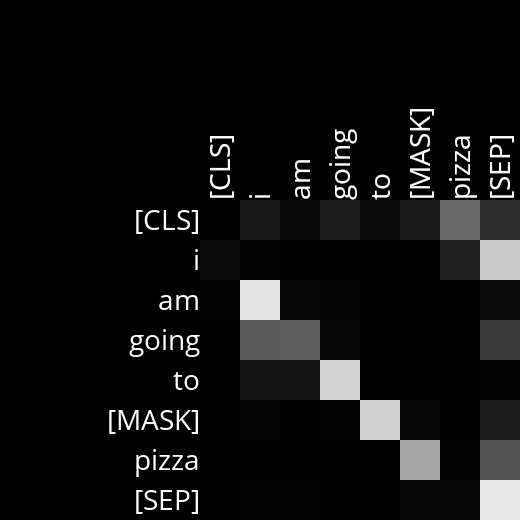 [CLS] i am going to [MASK] pizza [SEP]
[CLS]
i
am
going
to
[MASK]
pizza
[SEP]